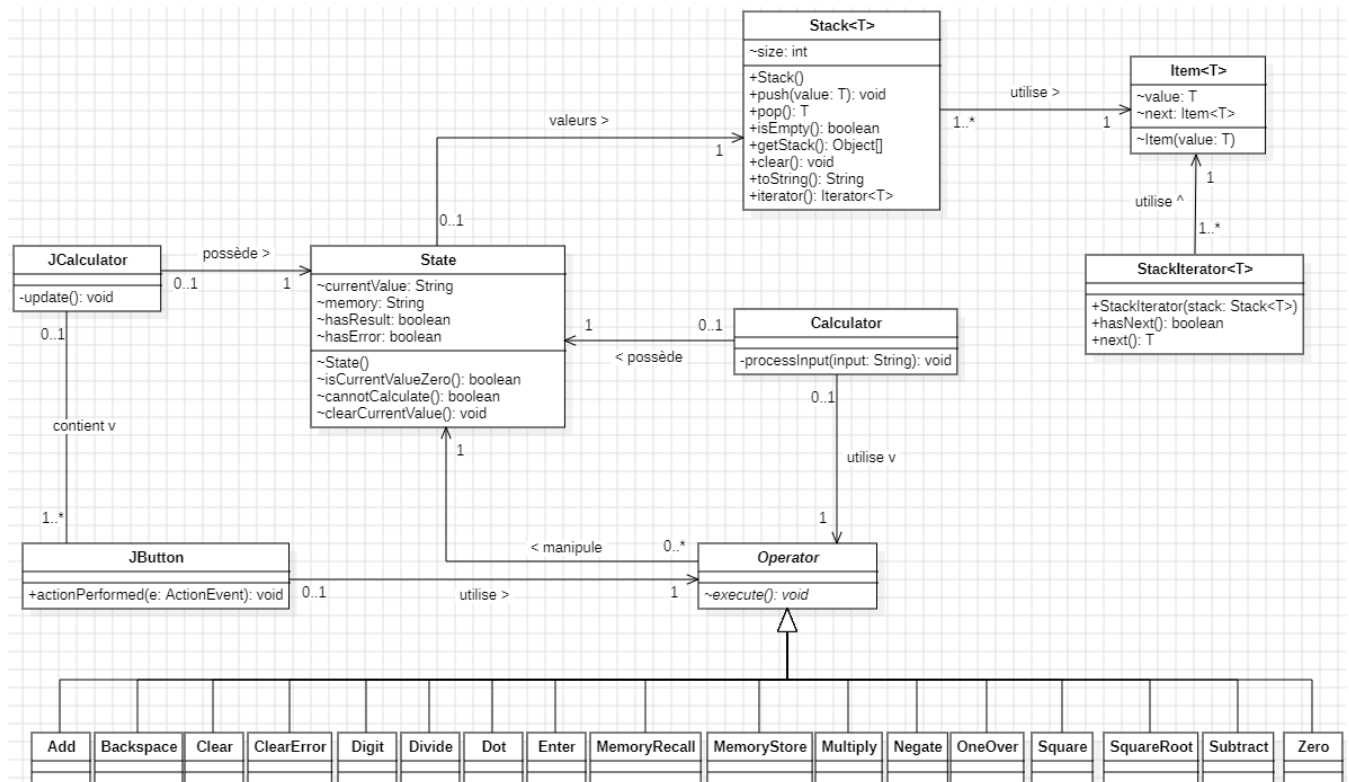 Stack<T>
~size: int
+Stack()
+push(value: T): void
+pop(): T
+isEmpty(): boolean
+getStack(): Object[]
+clear(): void
+toString(): String
+iterator(): Iterator<T>
utilise >
1..*
1
Item<T>
~value: T
~next: Item<T>
~Item(value: T)
valeurs >
1
0..1
1
utilise ^
1..*
StackIterator<T>
+StackIterator(stack: Stack<T>)
+hasNext(): boolean
+next(): T
JCalculator
-update(): void
possède >
0..1
1
State
~currentValue: String
~memory: String
~hasResult: boolean
~hasError: boolean
~State()
~isCurrentValueZero(): boolean
~cannotCalculate(): boolean
~clearCurrentValue(): void
1
0..1
< possède
Calculator
-processInput(input: String): void
0..1
contient v
1..*
1
0..1
utilise v
1
JButton
+actionPerformed(e: ActionEvent): void
< manipule
0..*
0..1
utilise >
1
Operator
~execute(): void
Add
Backspace
Clear
ClearError
Digit
Divide
Dot
Enter
MemoryRecall
MemoryStore
Multiply
Negate
OneOver
Square
SquareRoot
Subtract
Zero